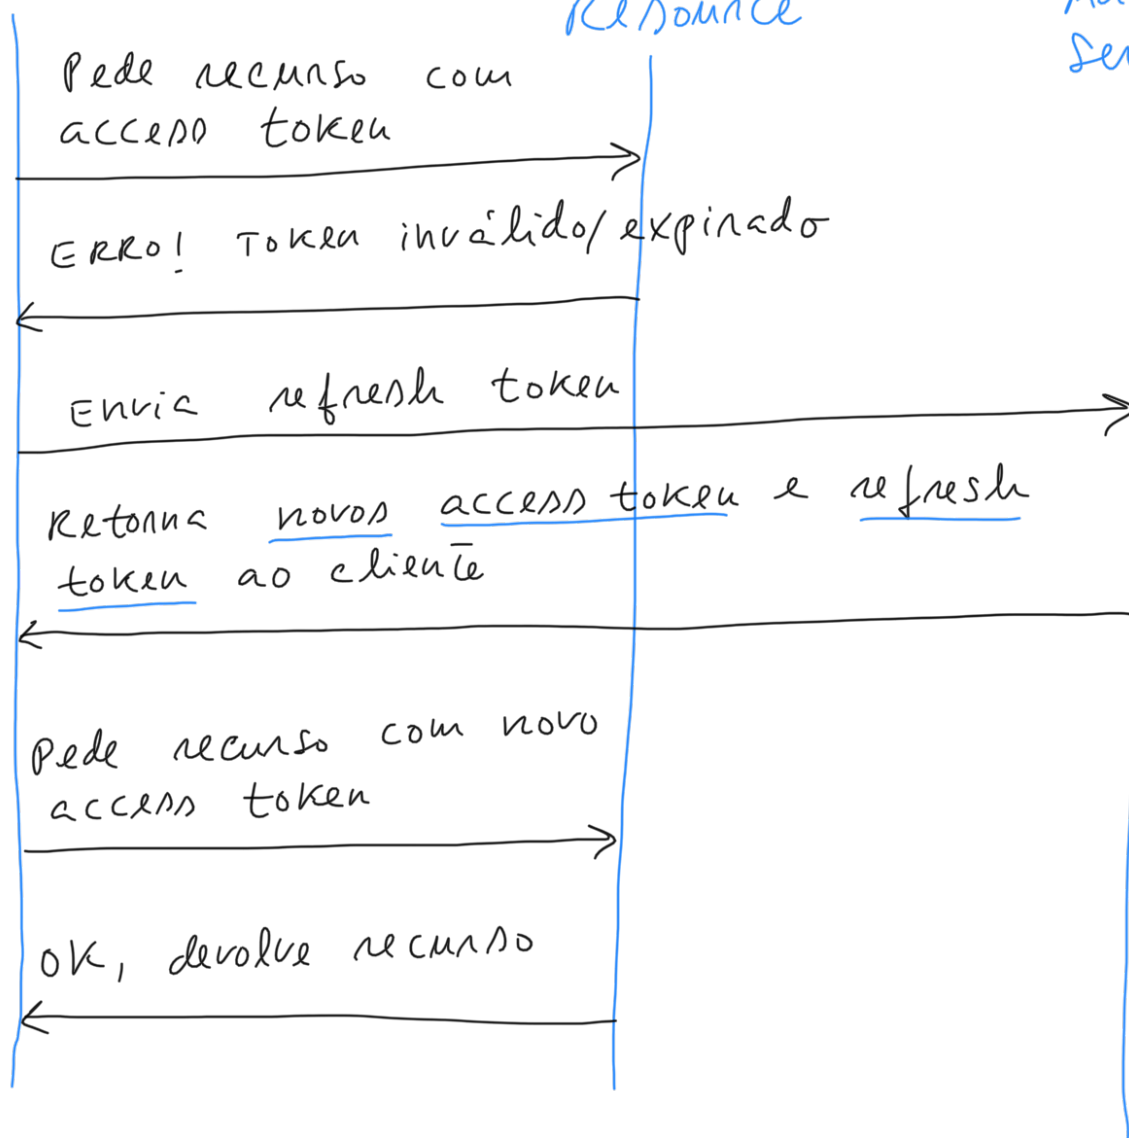 Resource
Pede recurso com
access token
ERRO! Token inválido/expirado
Envia refresh token
Retorna novos access token e refresh
token ao cliente
Pede recurso com novo
access token
OK, devolve recurso